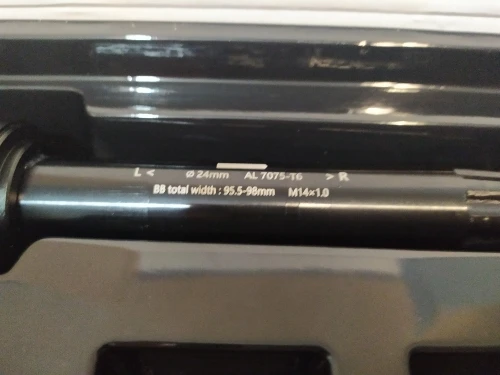 L < ⌀ 24mm AL 7075-T6 > R
BB total width : 95.5-98mm M14×1.0